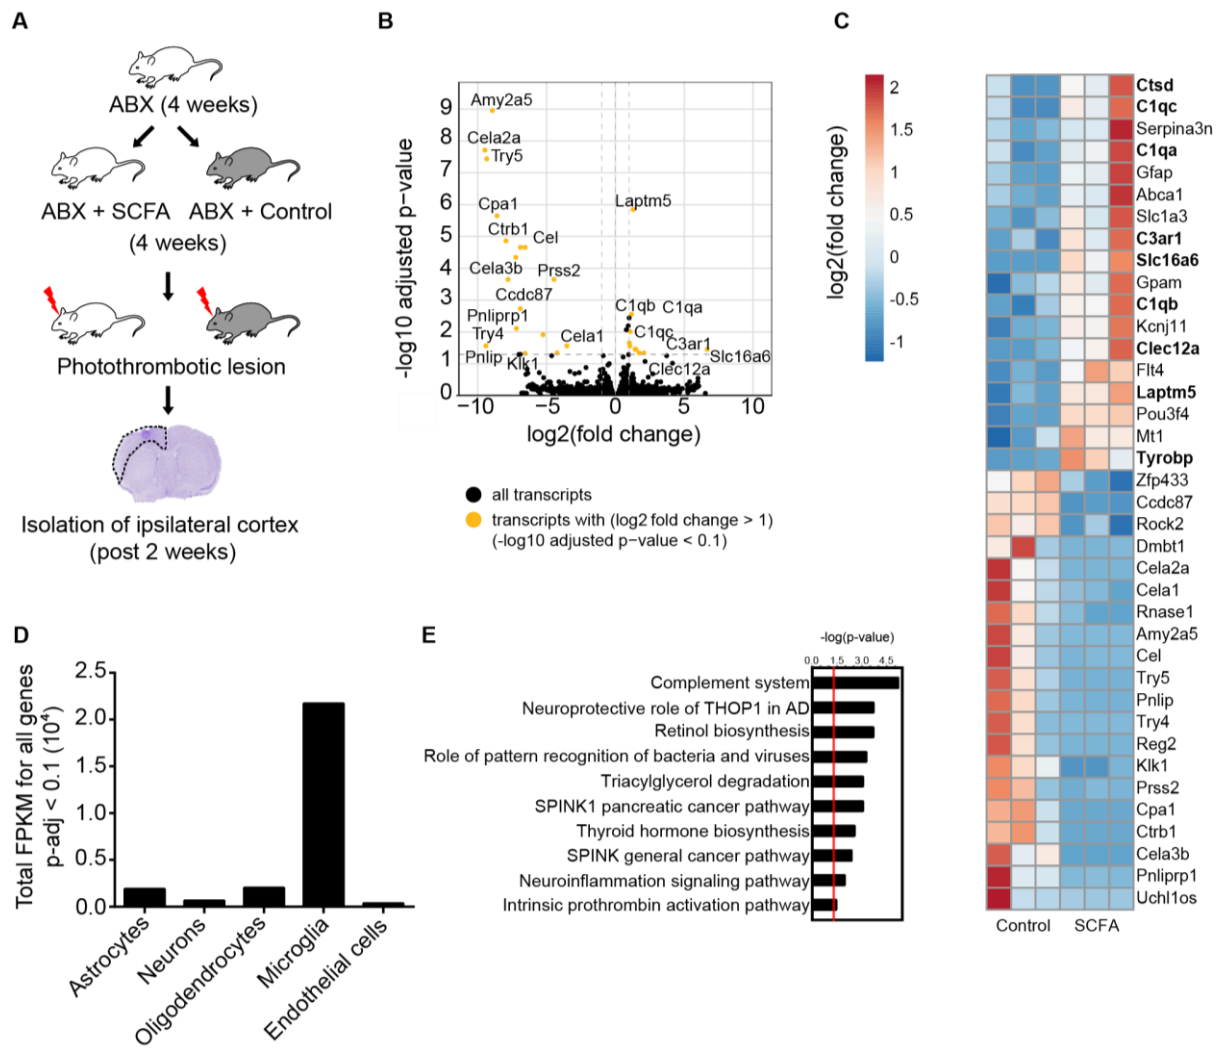 A
ABX (4 weeks)
ABX + SCFA ABX + Control
(4 weeks)
Photothrombotic lesion
Isolation of ipsilateral cortex
(post 2 weeks)
B
-log10 adjusted p-value
9
8
7
6
5
4
3
2
1
0
Amy2a5
Cela2a
Try5
Cpa1
Laptm5
Ctrb1
Cel
Cela3b
Prss2
Ccdc87
Pnliprp1
C1qb
C1qa
Try4
Cela1
C1qc
C3ar1
Pnlip
Klk1
Slc16a6
Clec12a
−10
−5
0
5
10
log2(fold change)
all transcripts
transcripts with (log2 fold change > 1)
(-log10 adjusted p−value < 0.1)
C
log2(fold change)
2
1.5
1
0.5
0
-0.5
-1
Ctsd
C1qc
Serpina3n
C1qa
Gfap
Abca1
Slc1a3
C3ar1
Slc16a6
Gpam
C1qb
Kcnj11
Clec12a
Flt4
Laptm5
Pou3f4
Mt1
Tyrobp
Zfp433
Ccdc87
Rock2
Dmbt1
Cela2a
Cela1
Rnase1
Amy2a5
Cel
Try5
Pnlip
Try4
Reg2
Klk1
Prss2
Cpa1
Ctrb1
Cela3b
Pnliprp1
Uchl1os
Control
SCFA
D
Total FPKM for all genes
p-adj < 0.1 (10⁴)
2.5
2.0
1.5
1.0
0.5
0.0
Astrocytes
Neurons
Oligodendrocytes
Microglia
Endothelial cells
E
-log(p-value)
0.0 1.5 3.0 4.5
Complement system
Neuroprotective role of THOP1 in AD
Retinol biosynthesis
Role of pattern recognition of bacteria and viruses
Triacylglycerol degradation
SPINK1 pancreatic cancer pathway
Thyroid hormone biosynthesis
SPINK general cancer pathway
Neuroinflammation signaling pathway
Intrinsic prothrombin activation pathway